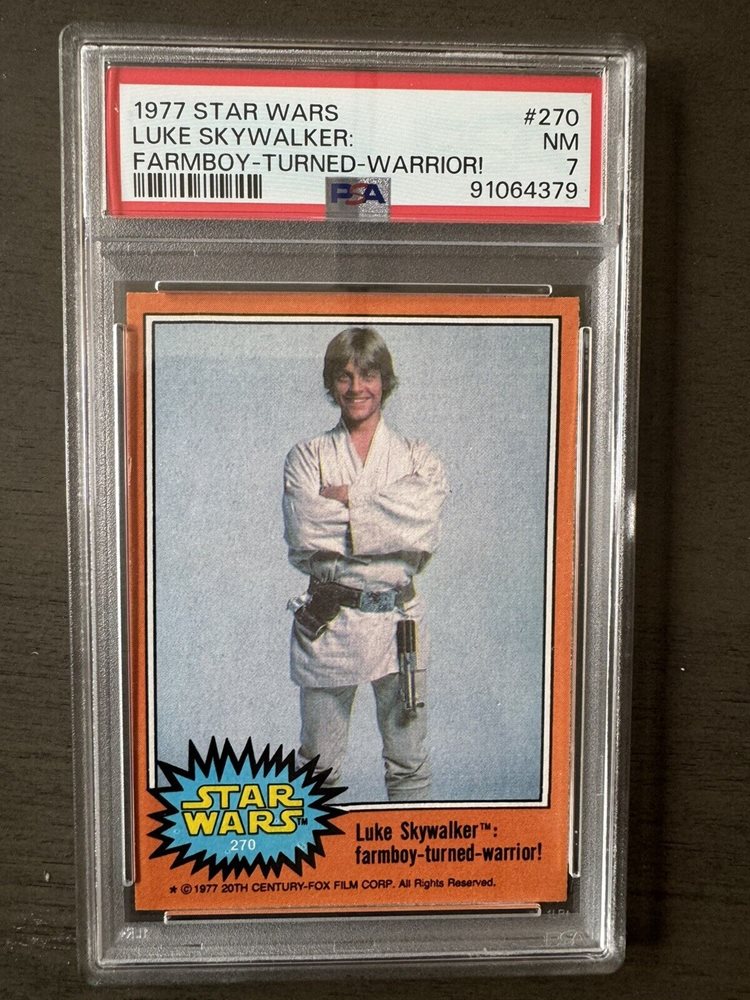 1977 STAR WARS #270
LUKE SKYWALKER: NM
FARMBOY-TURNED-WARRIOR! 7
PSA 91064379
STAR
WARS™
270
Luke Skywalker™:
farmboy-turned-warrior!
★ ©1977 20TH CENTURY-FOX FILM CORP. All Rights Reserved.